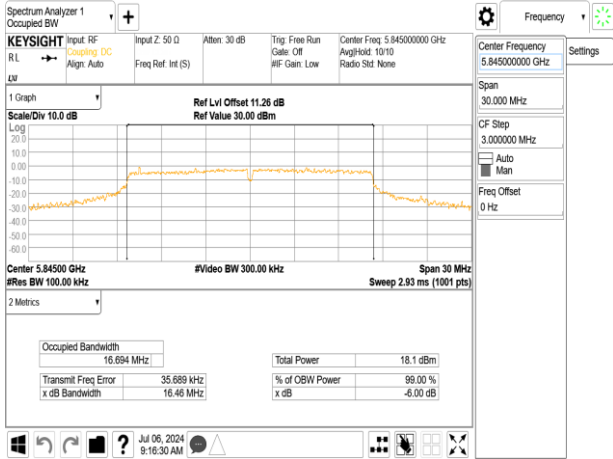 Spectrum Analyzer 1
Occupied BW
Frequency
KEYSIGHT
RL
Input: RF
Coupling: DC
Align: Auto
Input Z: 50 Ω
Freq Ref: Int (S)
Atten: 30 dB
Trig: Free Run
Gate: Off
#IF Gain: Low
Center Freq: 5.845000000 GHz
Avg|Hold: 10/10
Radio Std: None
LXI
1 Graph
Scale/Div 10.0 dB
Ref Lvl Offset 11.26 dB
Ref Value 30.00 dBm
Log
20.0
10.0
0.00
-10.0
-20.0
-30.0
-40.0
-50.0
-60.0
Center 5.84500 GHz
#Res BW 100.00 kHz
#Video BW 300.00 kHz
Span 30 MHz
Sweep 2.93 ms (1001 pts)
2 Metrics
Occupied Bandwidth
16.694 MHz
Transmit Freq Error 35.689 kHz
x dB Bandwidth 16.46 MHz
Total Power 18.1 dBm
% of OBW Power 99.00 %
x dB -6.00 dB
Jul 06, 2024
9:16:30 AM
Center Frequency
5.845000000 GHz
Settings
Span
30.000 MHz
CF Step
3.000000 MHz
Auto
Man
Freq Offset
0 Hz